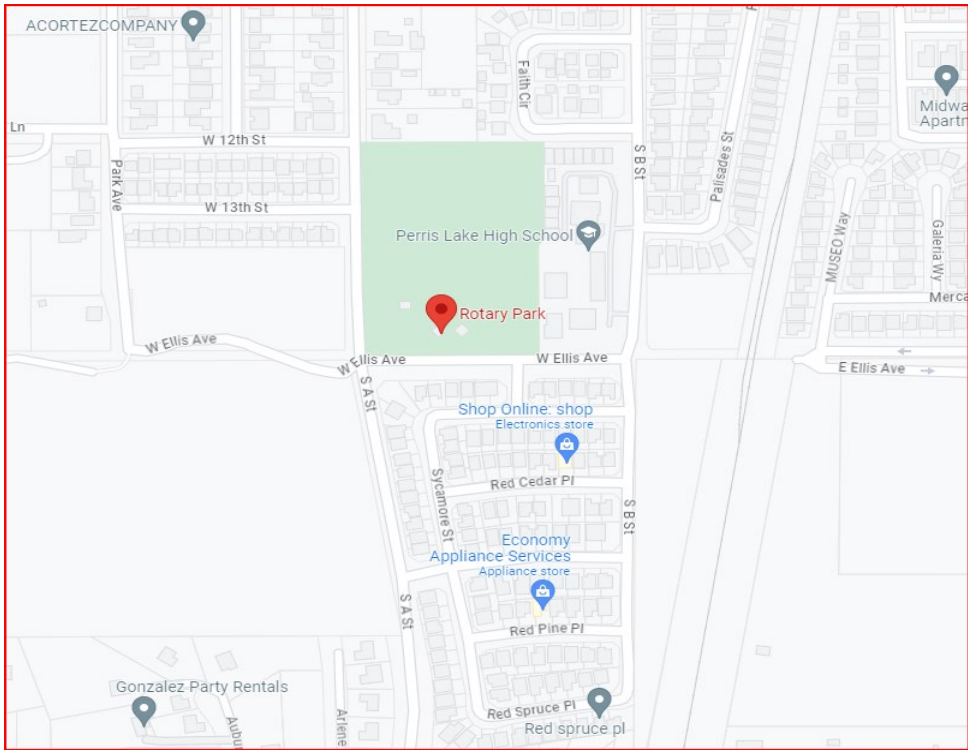 ACORTEZCOMPANY
Faith Cir
Midwa
Apartn
Ln
W 12th St
S B St
Palisades St
Park Ave
W 13th St
Perris Lake High School
MUSEO Way
Galeria Wy
Merca
Rotary Park
W Ellis Ave
W Ellis Ave
W Ellis Ave
E Ellis Ave
S A St
Shop Online: shop
Electronics store
Sycamore St
Red Cedar Pl
S B St
Economy
Appliance Services
Appliance store
S A St
Red Pine Pl
Gonzalez Party Rentals
Aubu
Arlene
Red Spruce Pl
Red spruce pl